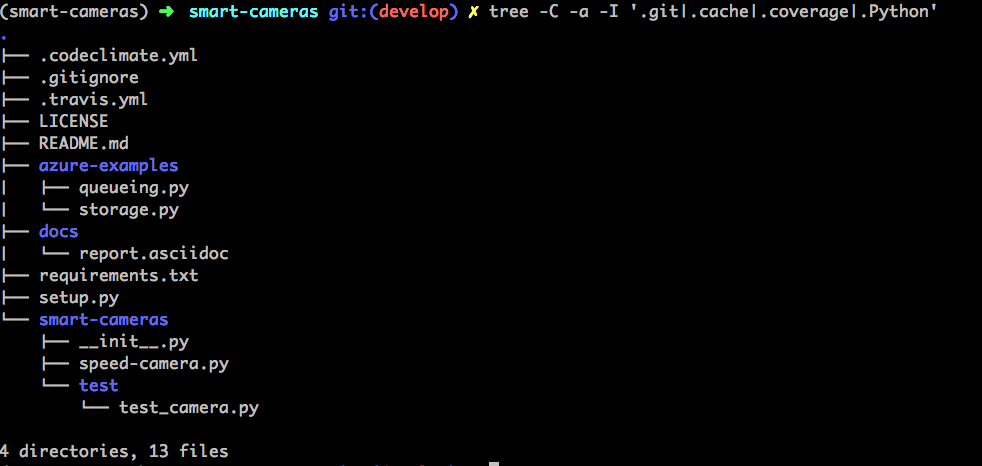 (smart-cameras) ➜  smart-cameras git:(develop) ✗ tree -C -a -I '.git|.cache|.coverage|.Python'
.
├── .codeclimate.yml
├── .gitignore
├── .travis.yml
├── LICENSE
├── README.md
├── azure-examples
│   ├── queueing.py
│   └── storage.py
├── docs
│   └── report.asciidoc
├── requirements.txt
├── setup.py
└── smart-cameras
    ├── __init__.py
    ├── speed-camera.py
    └── test
        └── test_camera.py
4 directories, 13 files